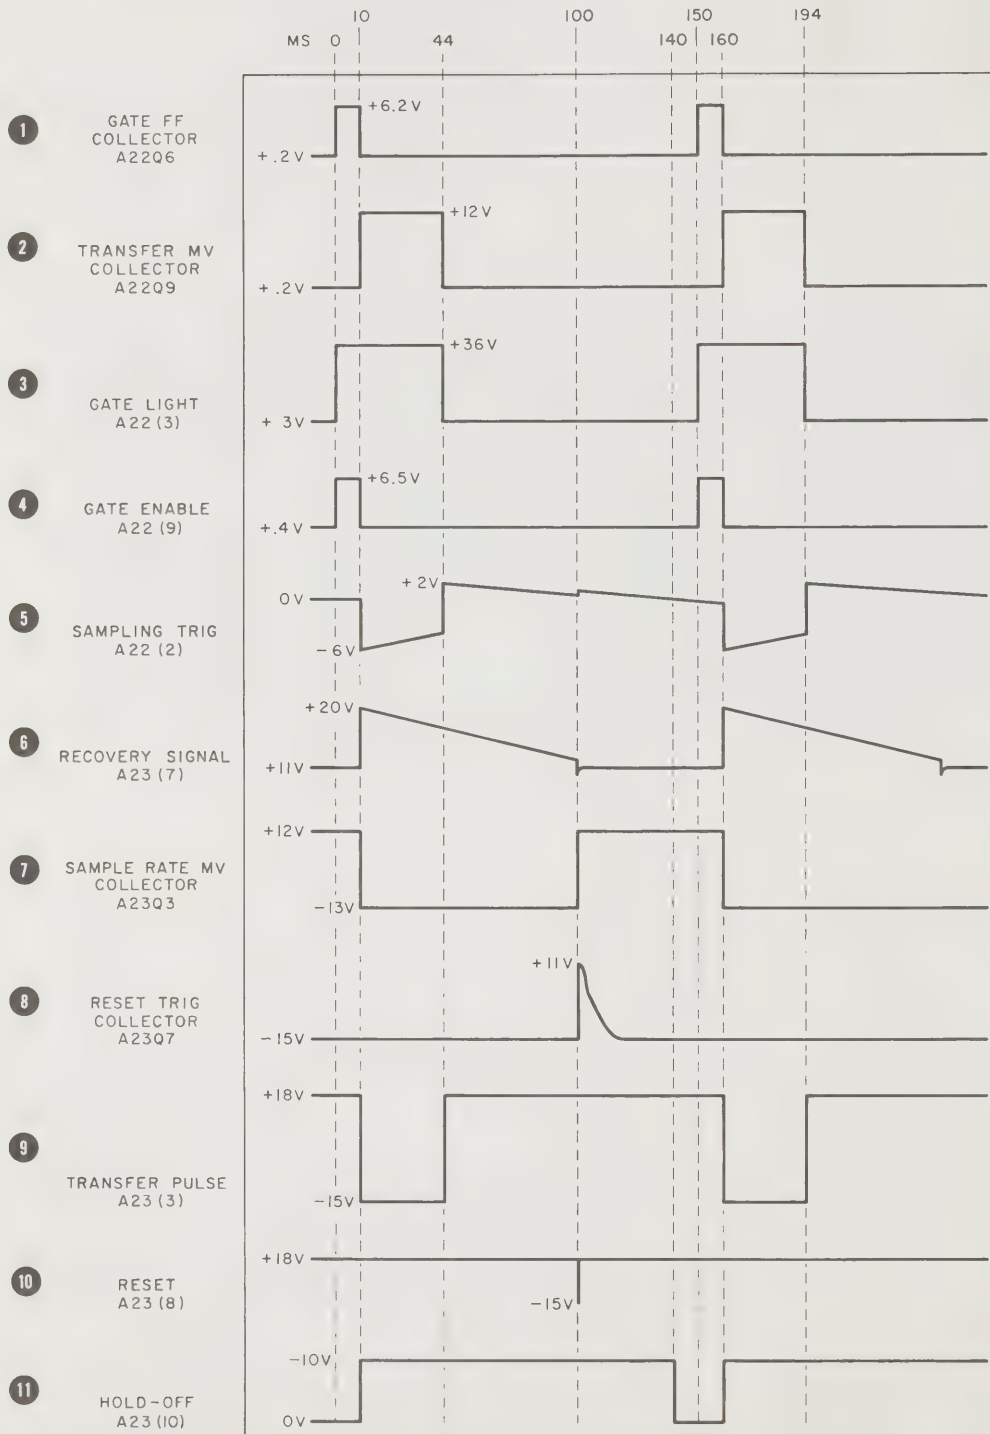 10 100 150 194
MS 0 44 140 160
1 GATE FF
COLLECTOR
A22Q6
+6.2V
+.2V
2 TRANSFER MV
COLLECTOR
A22Q9
+12V
+.2V
3 GATE LIGHT
A22(3)
+36V
+3V
4 GATE ENABLE
A22(9)
+6.5V
+.4V
5 SAMPLING TRIG
A22(2)
+2V
0V
-6V
6 RECOVERY SIGNAL
A23(7)
+20V
+11V
7 SAMPLE RATE MV
COLLECTOR
A23Q3
+12V
-13V
8 RESET TRIG
COLLECTOR
A23Q7
+11V
-15V
9 TRANSFER PULSE
A23(3)
+18V
-15V
10 RESET
A23(8)
+18V
-15V
11 HOLD-OFF
A23(10)
-10V
0V